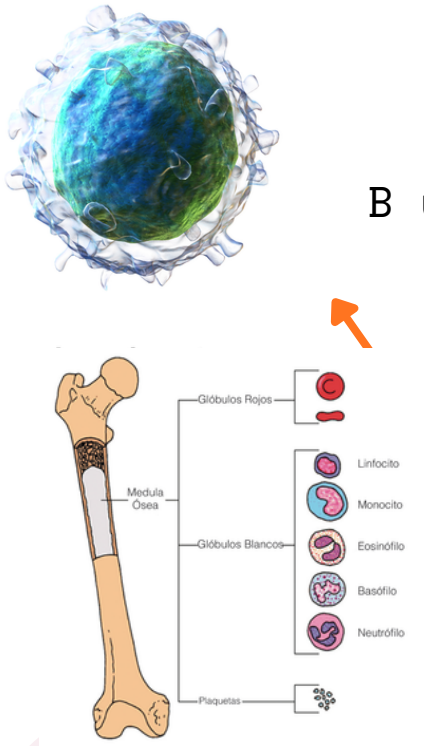 B
Glóbulos Rojos
Linfocito
Medula
Ósea
Monocito
Glóbulos Blancos
Eosinófilo
Basófilo
Neutrófilo
Plaquetas